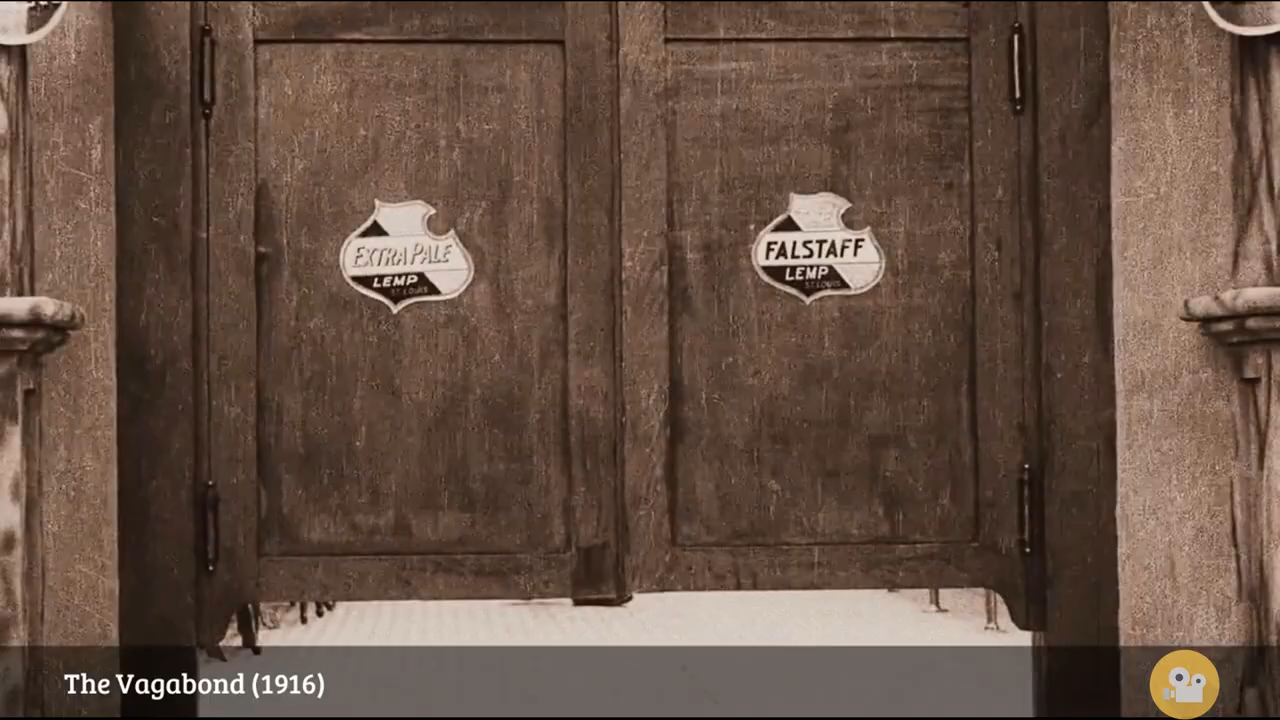 EXTRA PALE
LEMP
ST. LOUIS
FALSTAFF
LEMP
ST. LOUIS
The Vagabond (1916)